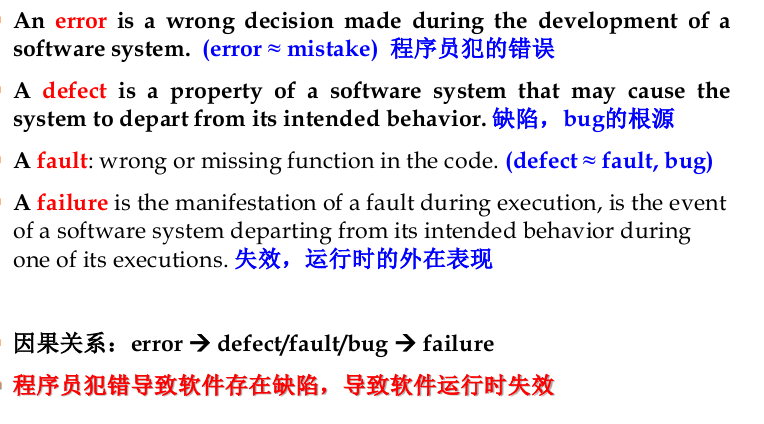 An error is a wrong decision made during the development of a
software system. (error ≈ mistake) 程序员犯的错误
A defect is a property of a software system that may cause the
system to depart from its intended behavior. 缺陷，bug的根源
A fault: wrong or missing function in the code. (defect ≈ fault, bug)
A failure is the manifestation of a fault during execution, is the event
of a software system departing from its intended behavior during
one of its executions. 失效，运行时的外在表现
因果关系：error → defect/fault/bug → failure
程序员犯错导致软件存在缺陷，导致软件运行时失效